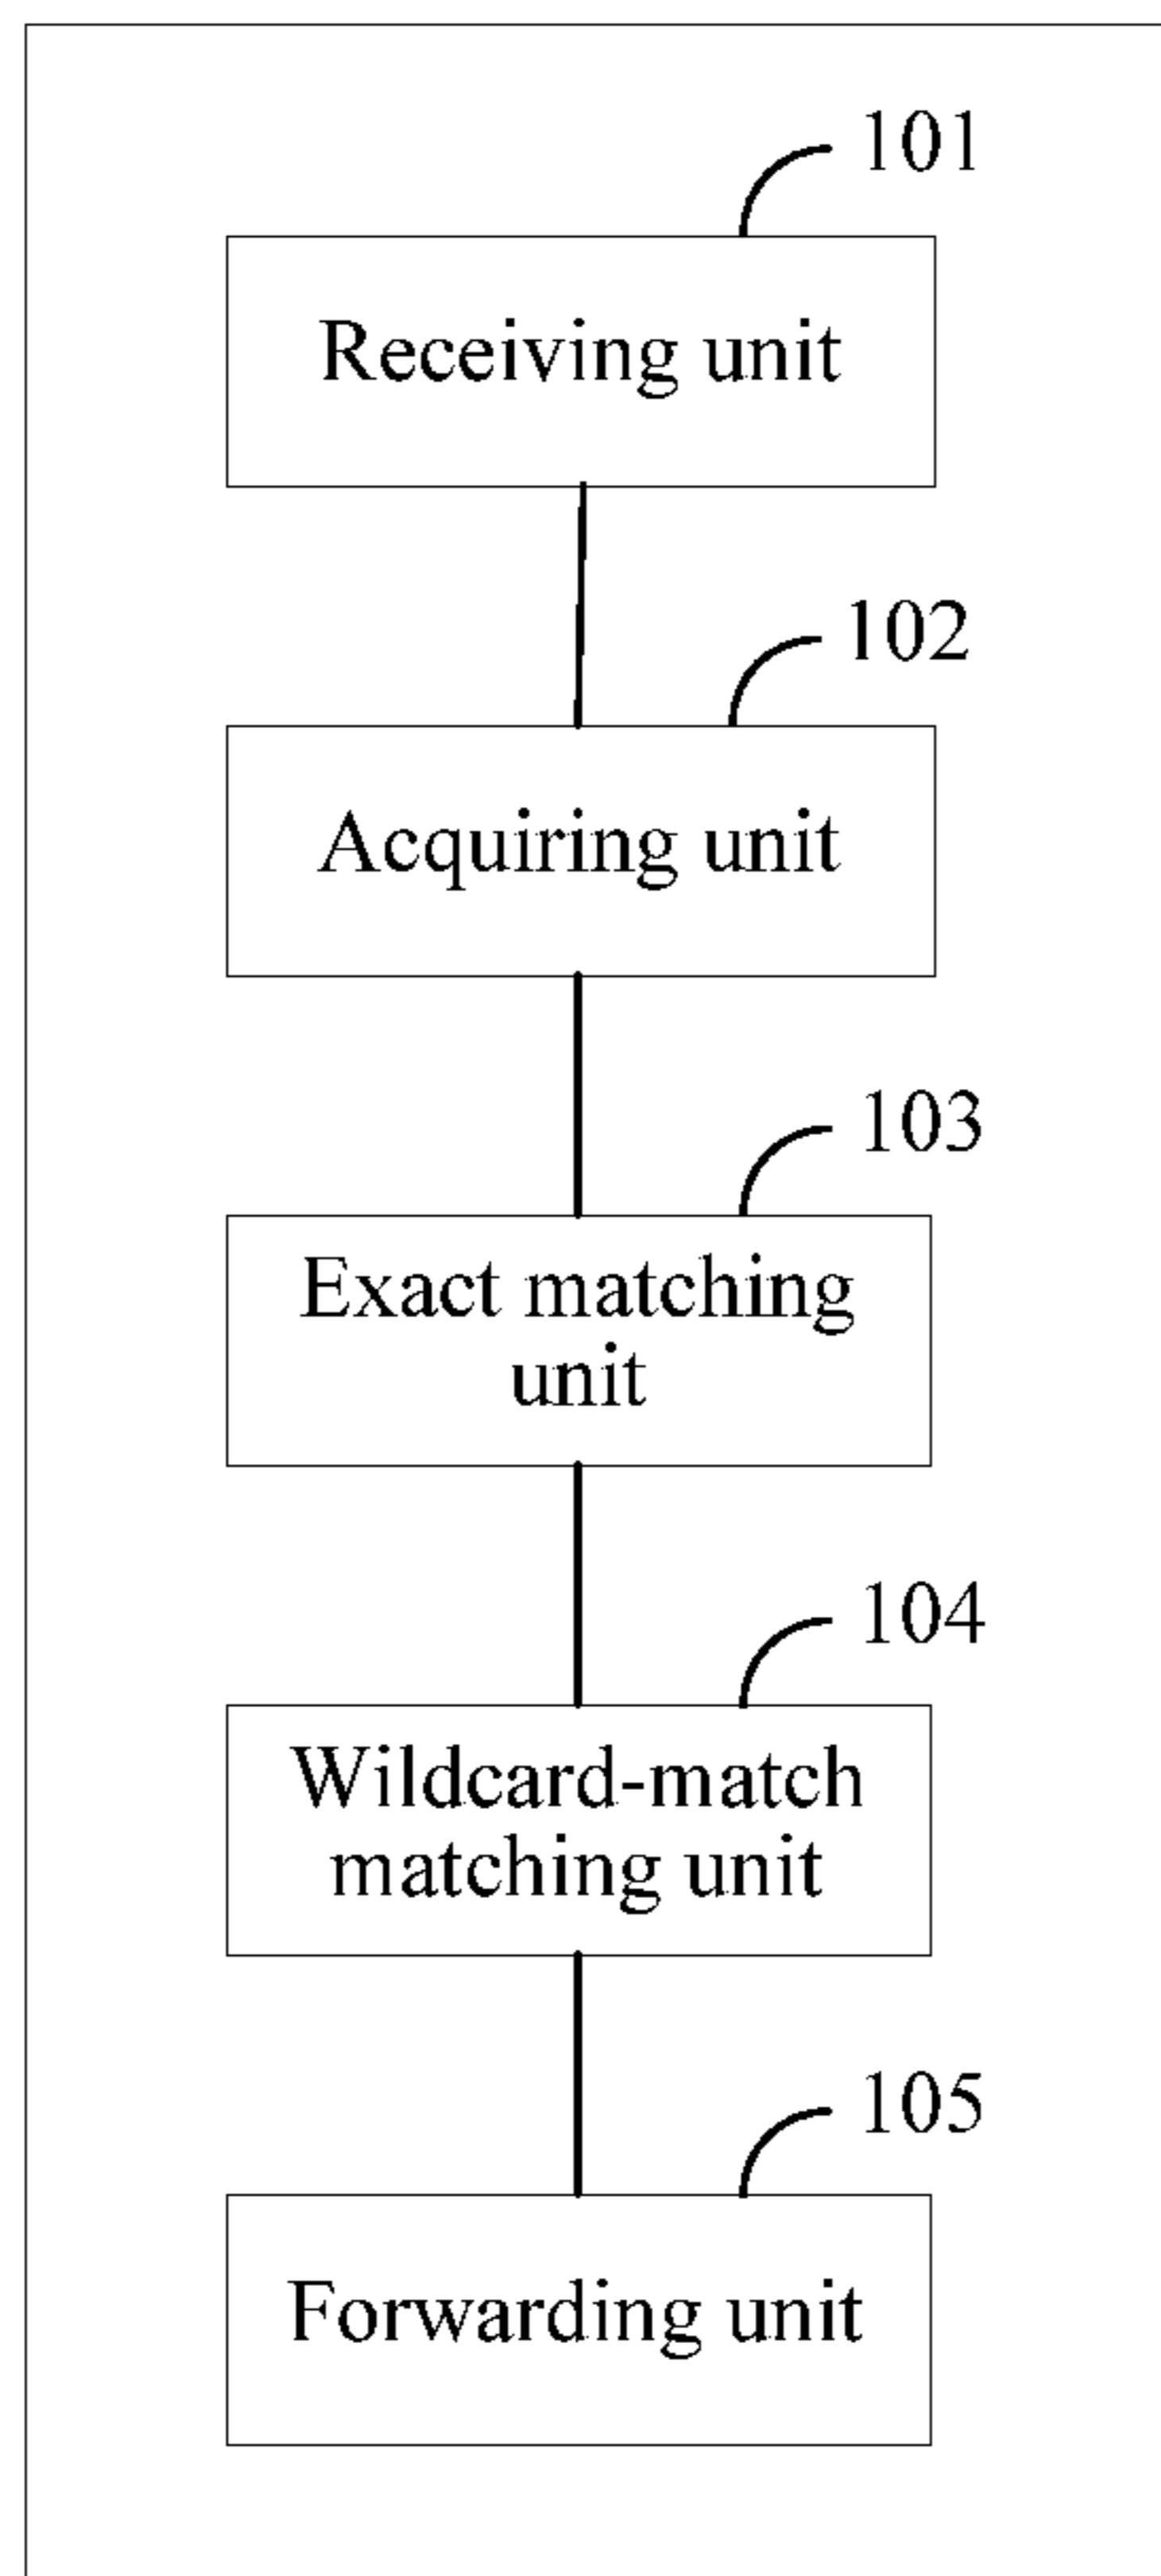 101
Receiving unit
102
Acquiring unit
103
Exact matching
unit
104
Wildcard-match
matching unit
105
Forwarding unit